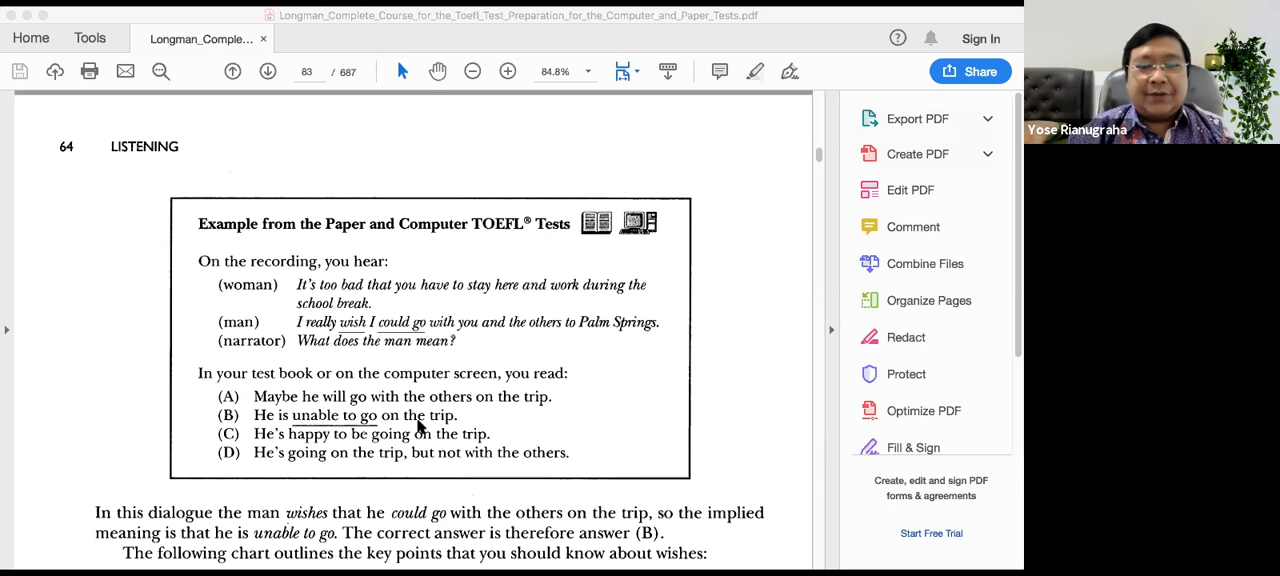 Longman_Complete_Course_for_the_Toefl_Test_Preparation_for_the_Computer_and_Paper_Tests.pdf
Home Tools Longman_Comple... × Sign In
83 / 687 84.8% Share
64 LISTENING
Example from the Paper and Computer TOEFL® Tests
On the recording, you hear:
(woman) It's too bad that you have to stay here and work during the
school break.
(man) I really wish I could go with you and the others to Palm Springs.
(narrator) What does the man mean?
In your test book or on the computer screen, you read:
(A) Maybe he will go with the others on the trip.
(B) He is unable to go on the trip.
(C) He's happy to be going on the trip.
(D) He's going on the trip, but not with the others.
In this dialogue the man wishes that he could go with the others on the trip, so the implied
meaning is that he is unable to go. The correct answer is therefore answer (B).
The following chart outlines the key points that you should know about wishes:
Export PDF
Create PDF
Edit PDF
Comment
Combine Files
Organize Pages
Redact
Protect
Optimize PDF
Fill & Sign
Create, edit and sign PDF
forms & agreements
Start Free Trial
Yose Rianugraha